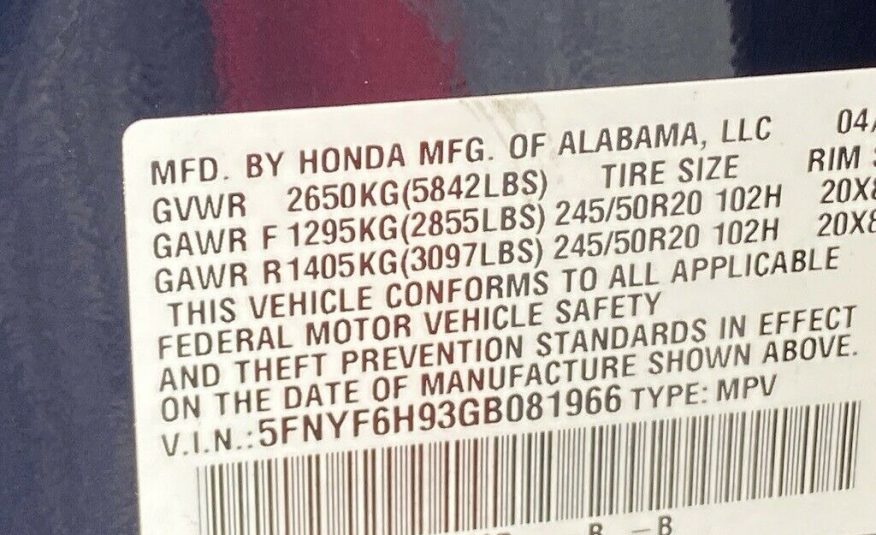 MFD. BY HONDA MFG. OF ALABAMA, LLC 04/
GVWR 2650KG(5842LBS) TIRE SIZE RIM
GAWR F 1295KG(2855LBS) 245/50R20 102H 20X8
GAWR R1405KG(3097LBS) 245/50R20 102H 20X8
THIS VEHICLE CONFORMS TO ALL APPLICABLE
FEDERAL MOTOR VEHICLE SAFETY
AND THEFT PREVENTION STANDARDS IN EFFECT
ON THE DATE OF MANUFACTURE SHOWN ABOVE.
V.I.N.:5FNYF6H93GB081966 TYPE: MPV
B -B